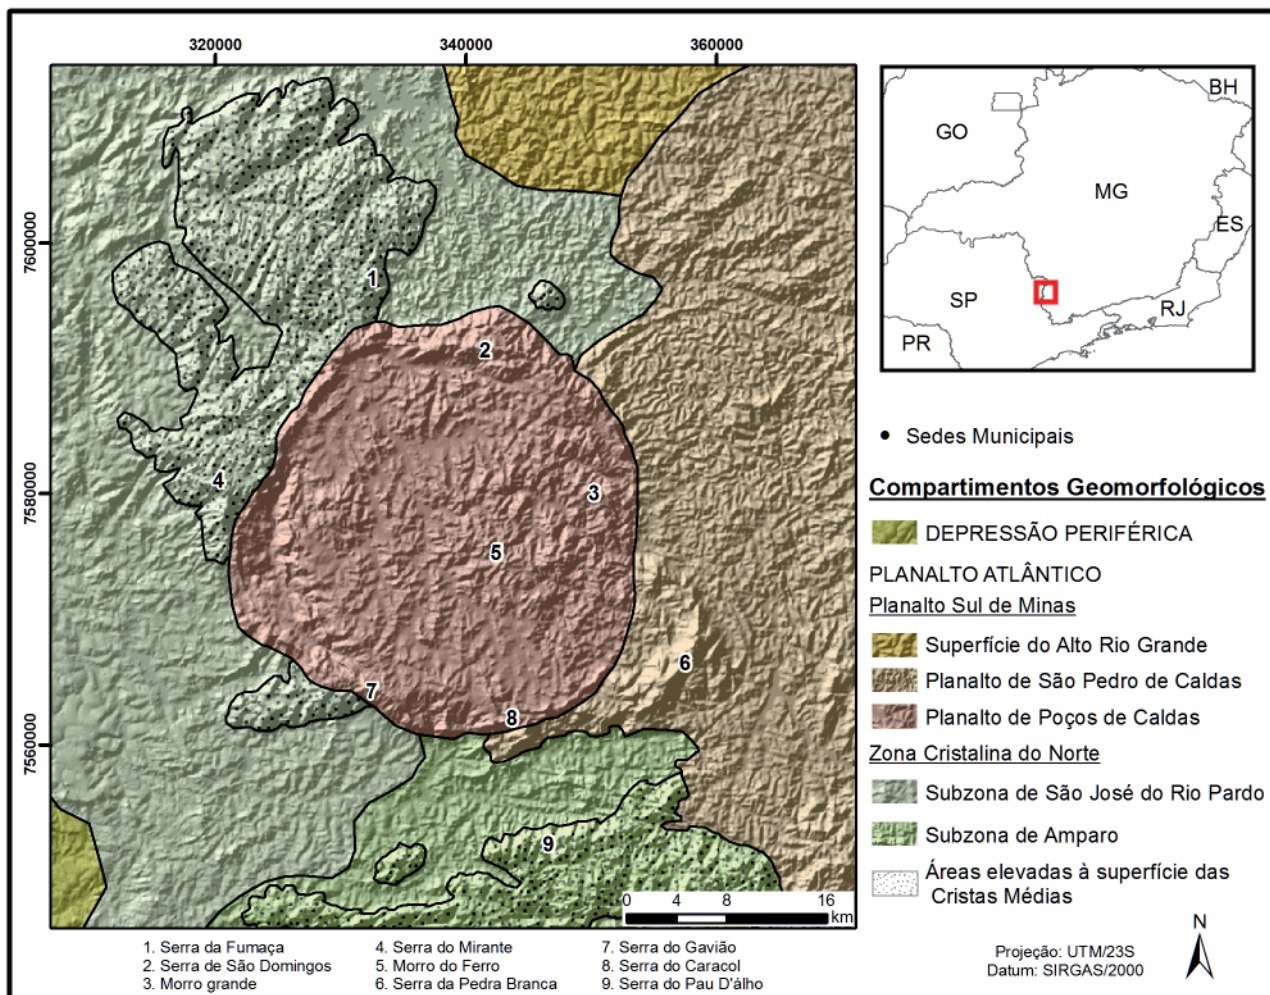 320000
340000
360000
7600000
7580000
7560000
1
2
3
4
5
6
7
8
9
0
4
8
16
km
BH
GO
MG
ES
SP
RJ
PR
Sedes Municipais
Compartimentos Geomorfológicos
DEPRESSÃO PERIFÉRICA
PLANALTO ATLÂNTICO
Planalto Sul de Minas
Superfície do Alto Rio Grande
Planalto de São Pedro de Caldas
Planalto de Poços de Caldas
Zona Cristalina do Norte
Subzona de São José do Rio Pardo
Subzona de Amparo
Áreas elevadas à superfície das
Cristas Médias
1. Serra da Fumaça
2. Serra de São Domingos
3. Morro grande
4. Serra do Mirante
5. Morro do Ferro
6. Serra da Pedra Branca
7. Serra do Gavião
8. Serra do Caracol
9. Serra do Pau D'álho
Projeção: UTM/23S
Datum: SIRGAS/2000
N